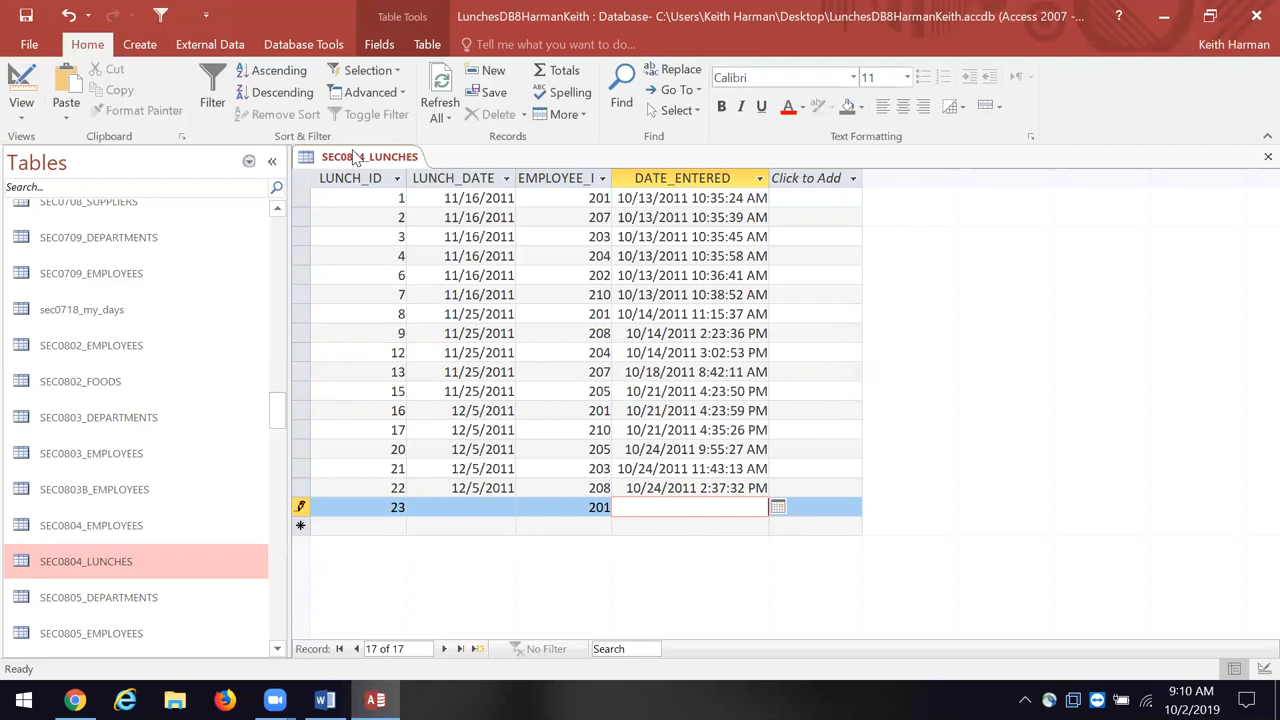 Table Tools
LunchesDB8HarmanKeith : Database- C:\Users\Keith Harman\Desktop\LunchesDB8HarmanKeith.accdb (Access 2007 -...
?
File Home Create External Data Database Tools Fields Table Tell me what you want to do... Keith Harman
View
Paste
Cut
Copy
Format Painter
Filter
Ascending
Descending
Remove Sort
Selection
Advanced
Toggle Filter
Refresh All
New
Save
Delete
Totals
Spelling
More
Find
Replace
Go To
Select
Calibri 11
B I U A
Views Clipboard Sort & Filter Records Find Text Formatting
Tables
Search...
SEC0708_SUPPLIERS
SEC0709_DEPARTMENTS
SEC0709_EMPLOYEES
sec0718_my_days
SEC0802_EMPLOYEES
SEC0802_FOODS
SEC0803_DEPARTMENTS
SEC0803_EMPLOYEES
SEC0803B_EMPLOYEES
SEC0804_EMPLOYEES
SEC0804_LUNCHES
SEC0805_DEPARTMENTS
SEC0805_EMPLOYEES
SEC0804_LUNCHES
LUNCH_ID LUNCH_DATE EMPLOYEE_I DATE_ENTERED Click to Add
1 11/16/2011 201 10/13/2011 10:35:24 AM
2 11/16/2011 207 10/13/2011 10:35:39 AM
3 11/16/2011 203 10/13/2011 10:35:45 AM
4 11/16/2011 204 10/13/2011 10:35:58 AM
6 11/16/2011 202 10/13/2011 10:36:41 AM
7 11/16/2011 210 10/13/2011 10:38:52 AM
8 11/25/2011 201 10/14/2011 11:15:37 AM
9 11/25/2011 208 10/14/2011 2:23:36 PM
12 11/25/2011 204 10/14/2011 3:02:53 PM
13 11/25/2011 207 10/18/2011 8:42:11 AM
15 11/25/2011 205 10/21/2011 4:23:50 PM
16 12/5/2011 201 10/21/2011 4:23:59 PM
17 12/5/2011 210 10/21/2011 4:35:26 PM
20 12/5/2011 205 10/24/2011 9:55:27 AM
21 12/5/2011 203 10/24/2011 11:43:13 AM
22 12/5/2011 208 10/24/2011 2:37:32 PM
23 201
Record: 17 of 17 No Filter Search
Ready
9:10 AM
10/2/2019